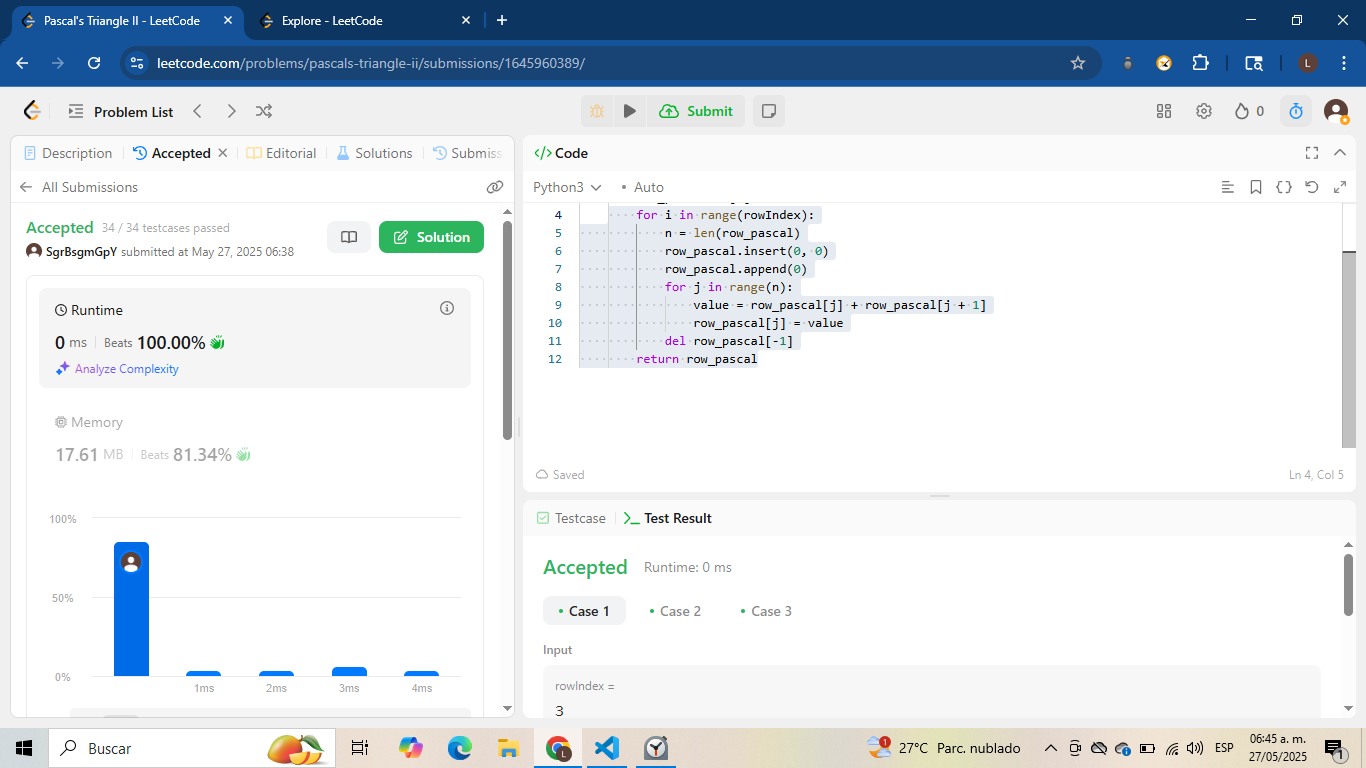 Pascal's Triangle II - LeetCode
Explore - LeetCode
leetcode.com/problems/pascals-triangle-ii/submissions/1645960389/
L
Problem List
Submit
0
Description
Accepted
Editorial
Solutions
Submiss
All Submissions
Accepted 34 / 34 testcases passed
SgrBsgmGpY submitted at May 27, 2025 06:38
Solution
Runtime
0 ms Beats 100.00%
Analyze Complexity
Memory
17.61 MB Beats 81.34%
100%
50%
0%
1ms 2ms 3ms 4ms
</> Code
Python3 • Auto
4 for i in range(rowIndex):
5 n = len(row_pascal)
6 row_pascal.insert(0, 0)
7 row_pascal.append(0)
8 for j in range(n):
9 value = row_pascal[j] + row_pascal[j + 1]
10 row_pascal[j] = value
11 del row_pascal[-1]
12 return row_pascal
Saved
Ln 4, Col 5
Testcase
>_ Test Result
Accepted Runtime: 0 ms
• Case 1 • Case 2 • Case 3
Input
rowIndex =
3
Buscar
L
1
27°C Parc. nublado
ESP
06:45 a. m.
27/05/2025
1